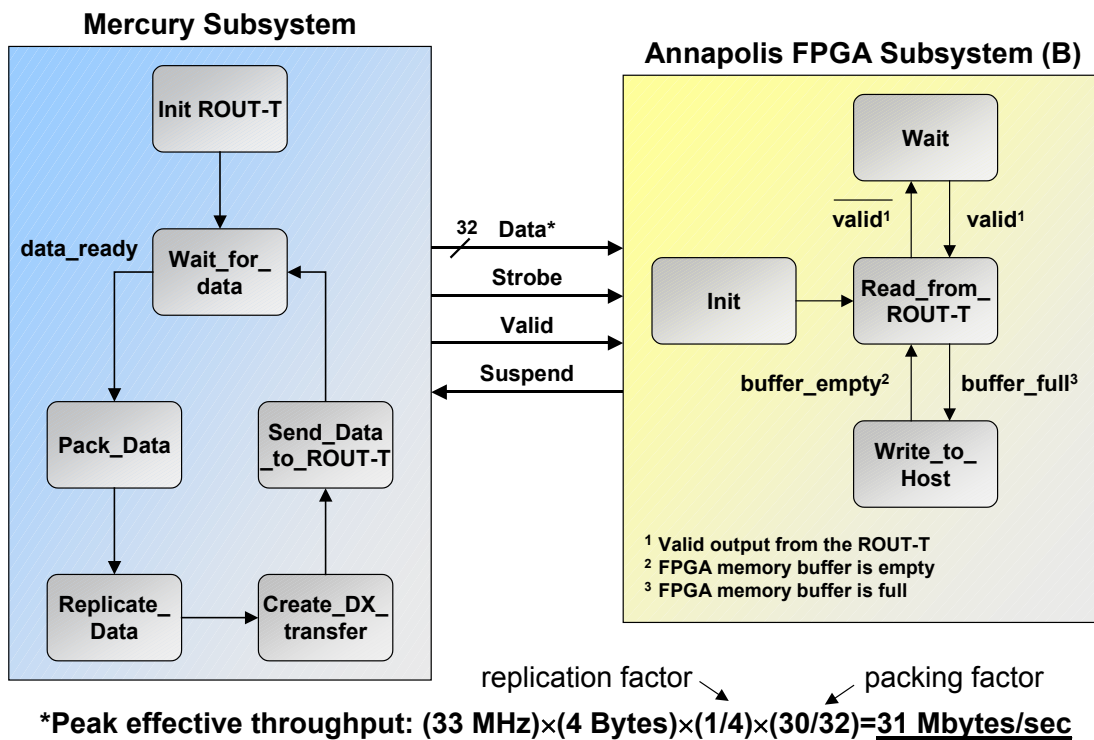 Mercury Subsystem
Init ROUT-T
data_ready
Wait_for_
data
Pack_Data
Send_Data
_to_ROUT-T
Replicate_
Data
Create_DX_
transfer
32
Data*
Strobe
Valid
Suspend
Annapolis FPGA Subsystem (B)
Wait
v̅a̅l̅i̅d̅¹
valid¹
Init
Read_from_
ROUT-T
buffer_empty²
buffer_full³
Write_to_
Host
¹ Valid output from the ROUT-T
² FPGA memory buffer is empty
³ FPGA memory buffer is full
replication factor
packing factor
*Peak effective throughput: (33 MHz)×(4 Bytes)×(1/4)×(30/32)=31 Mbytes/sec